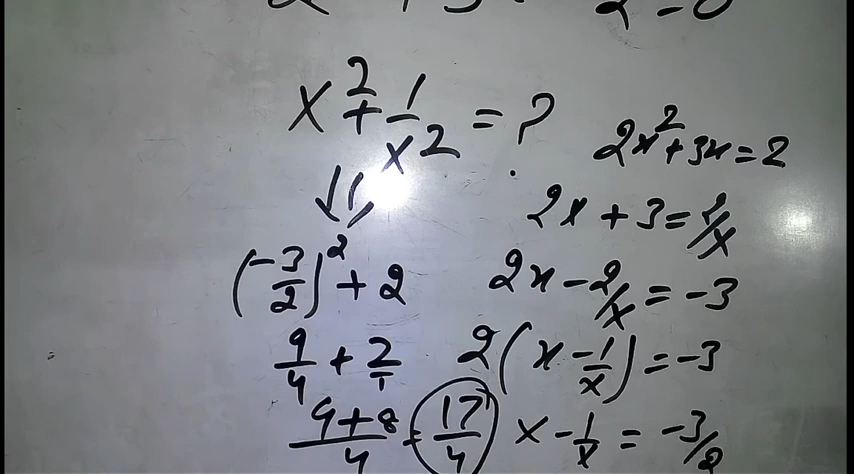 x² + 1/x² = ?
(-3/2)² + 2
9/4 + 2/1
9+8/4 = 17/4
2x² + 3x = 2
2x + 3 = 2/x
2x - 2/x = -3
2(x - 1/x) = -3
x - 1/x = -3/2